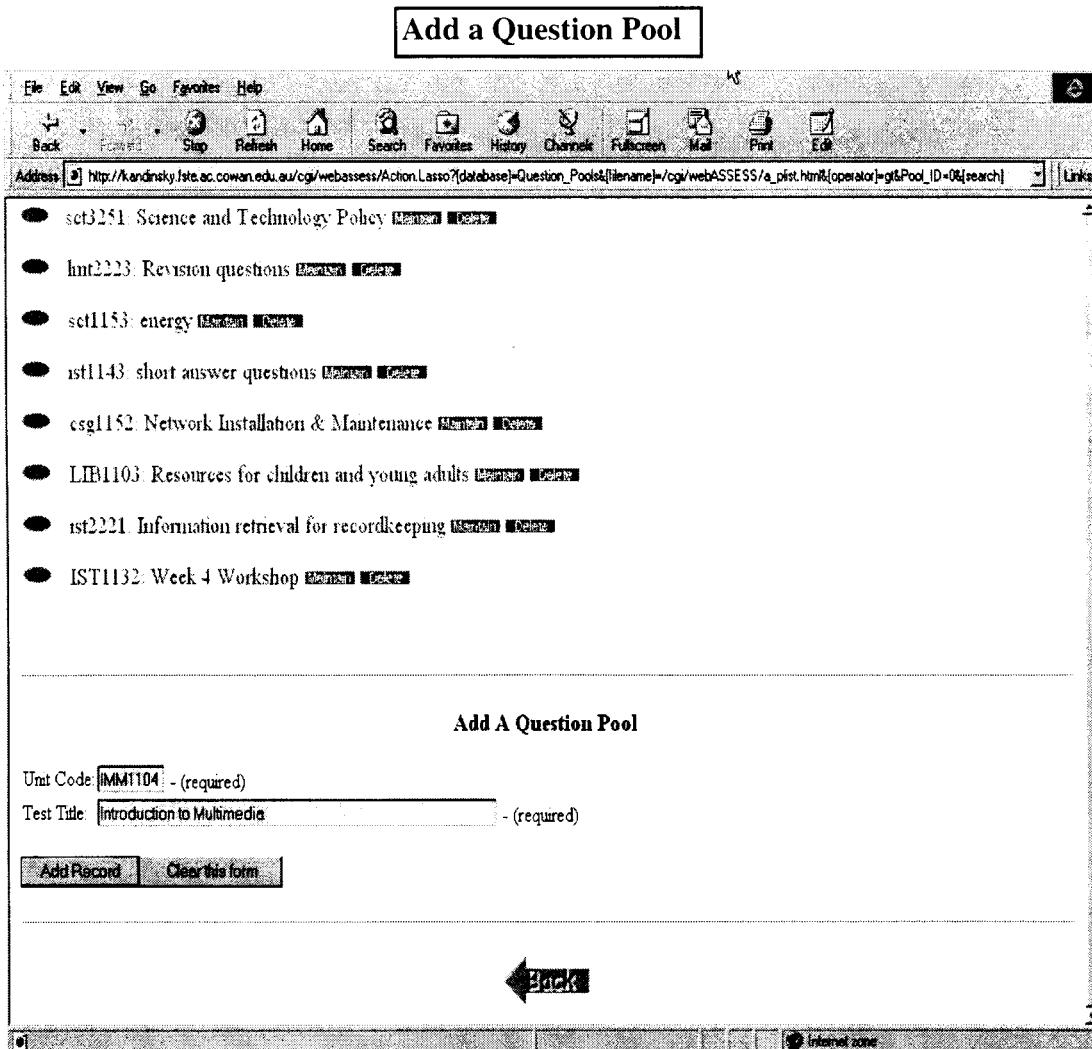 Add a Question Pool
File Edit View Go Favorites Help
Back Forward Stop Refresh Home Search Favorites History Channels Fullscreen Mail Print Edit
Address http://kandinsky.fste.ac.cowan.edu.au/cgi/webassess/Action.Lasso?[database]=Question_Pools&[filename]=/cgi/webASSESS/a_plist.html&[operator]=gt&Pool_ID=0&[search] Links
sct3251: Science and Technology Policy Maintain Delete
hnt2223: Revision questions Maintain Delete
sct1153: energy Maintain Delete
ist1143: short answer questions Maintain Delete
csg1152: Network Installation & Maintenance Maintain Delete
LIB1103: Resources for children and young adults Maintain Delete
ist2221: Information retrieval for recordkeeping Maintain Delete
IST1132: Week 4 Workshop Maintain Delete
Add A Question Pool
Unit Code: IMM1104 - (required)
Test Title: Introduction to Multimedia - (required)
Add Record Clear this form
Back
Internet zone